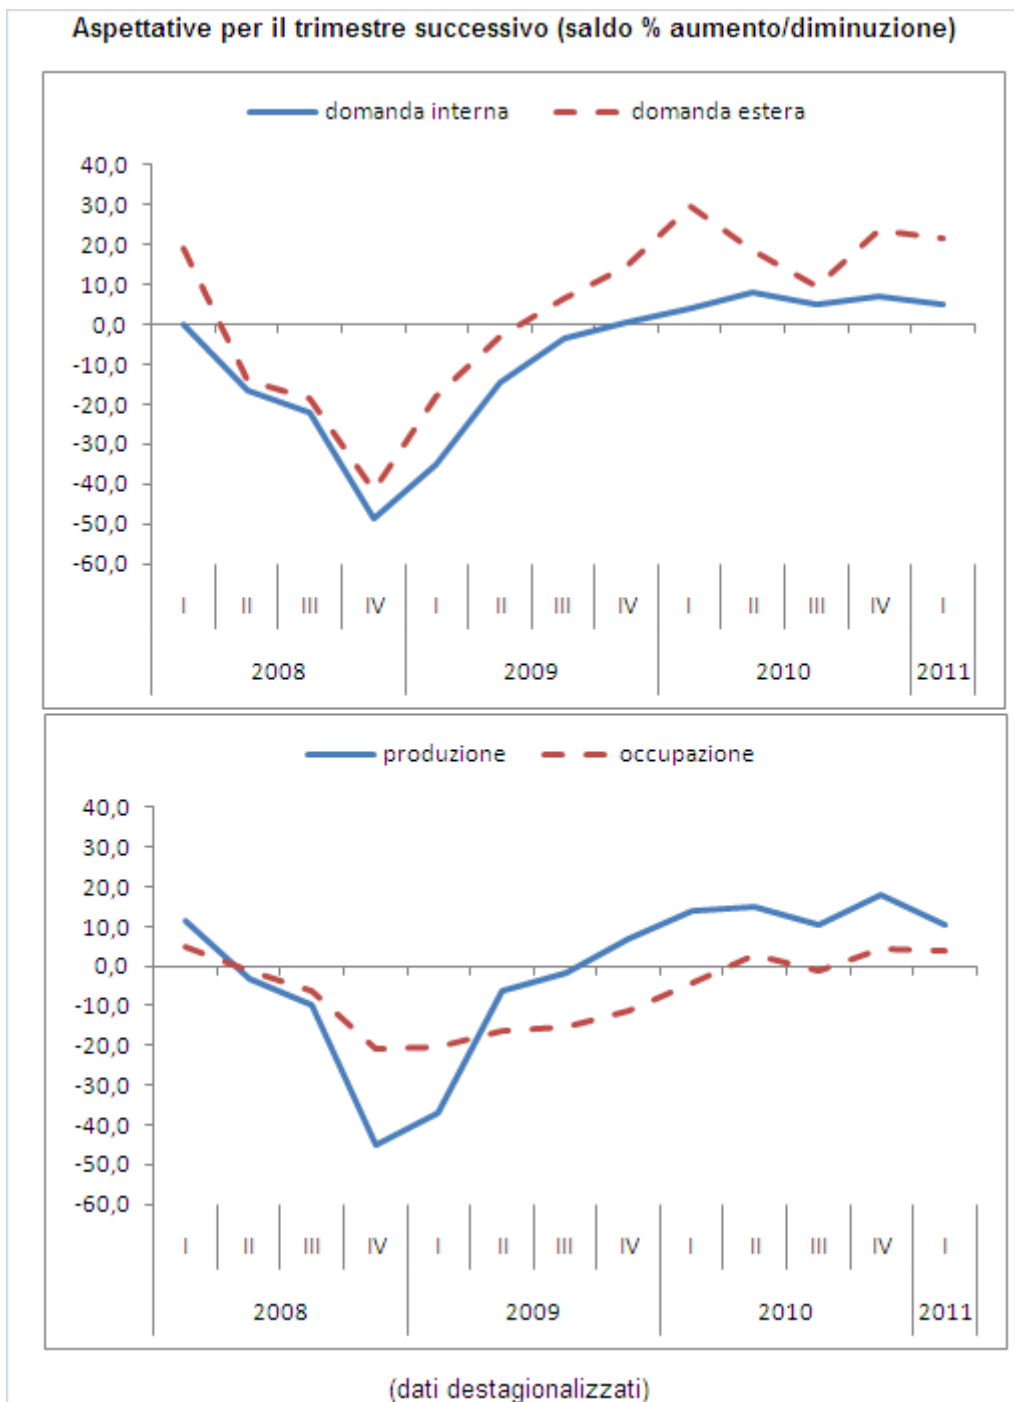 Aspettative per il trimestre successivo (saldo % aumento/diminuzione)
domanda interna domanda estera
40,0
30,0
20,0
10,0
0,0
-10,0
-20,0
-30,0
-40,0
-50,0
-60,0
I II III IV I II III IV I II III IV I
2008 2009 2010 2011
produzione occupazione
40,0
30,0
20,0
10,0
0,0
-10,0
-20,0
-30,0
-40,0
-50,0
-60,0
I II III IV I II III IV I II III IV I
2008 2009 2010 2011
(dati destagionalizzati)